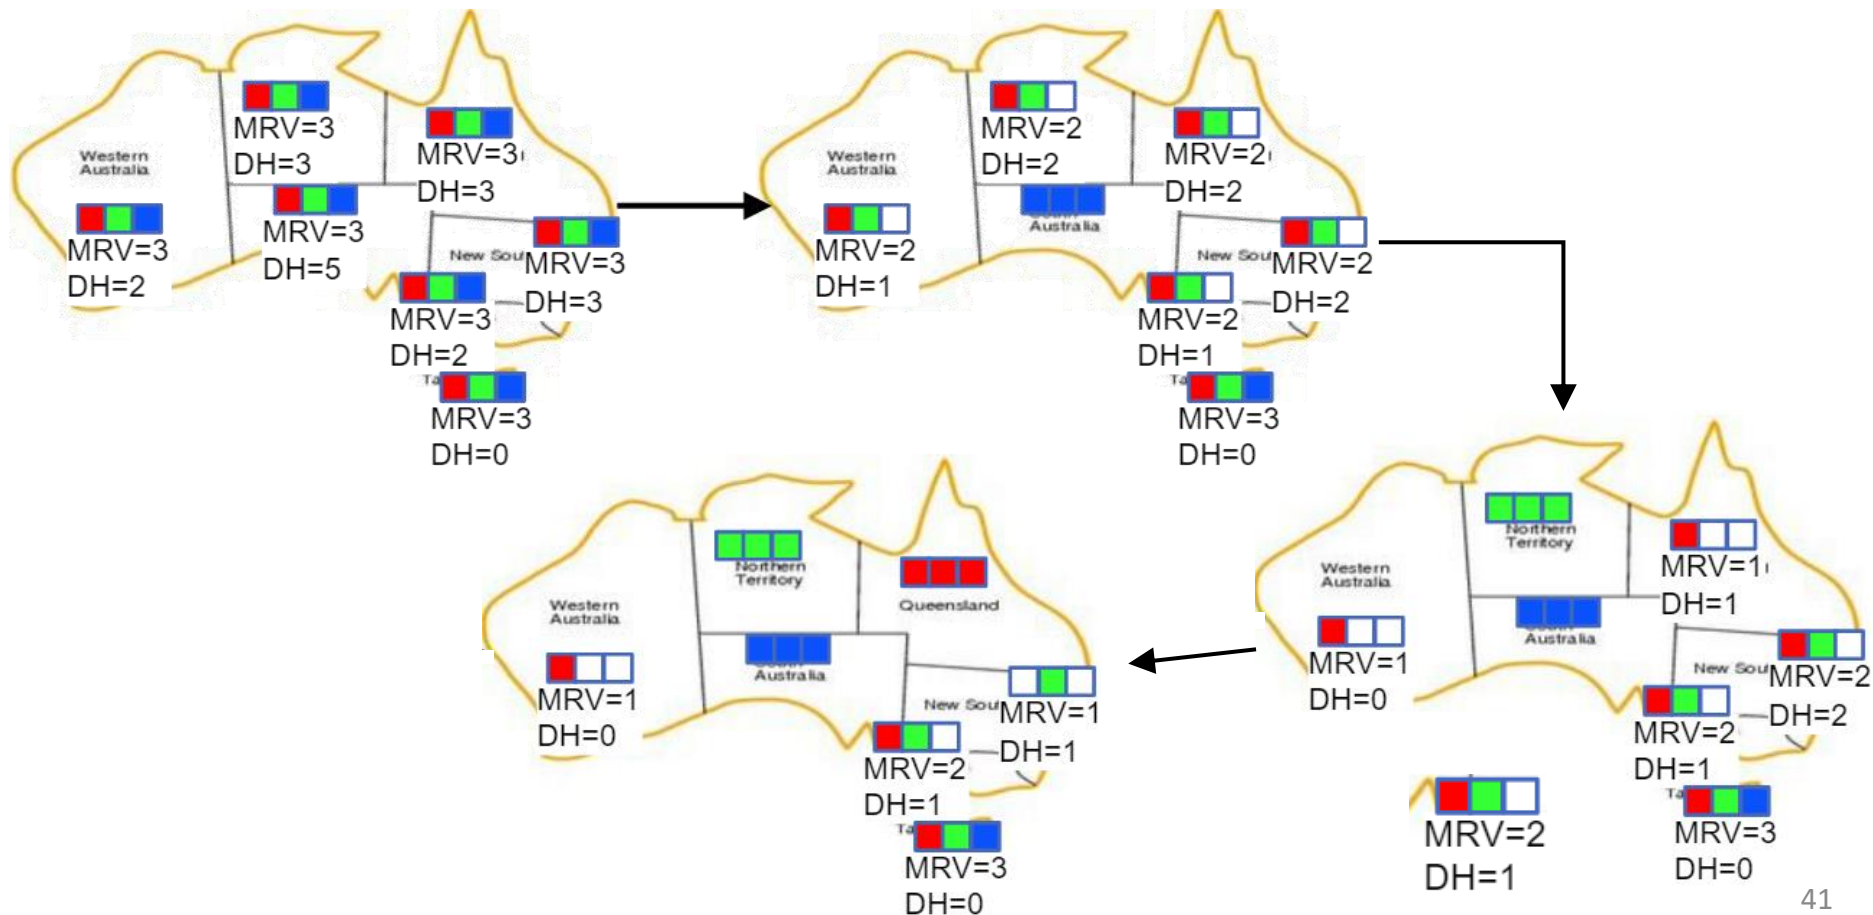 MRV=3
DH=3
MRV=3
DH=3
Western
Australia
MRV=3
DH=2
MRV=3
DH=5
New Sou
MRV=3
DH=3
MRV=3
DH=2
Ta
MRV=3
DH=0
MRV=2
DH=2
MRV=2
DH=2
Western
Australia
MRV=2
DH=1
Australia
New Sou
MRV=2
DH=2
MRV=2
DH=1
Ta
MRV=3
DH=0
Northern
Territory
MRV=1
DH=1
Western
Australia
MRV=1
DH=0
Australia
New Sou
MRV=2
DH=2
MRV=2
DH=1
Ta
MRV=3
DH=0
MRV=2
DH=1
Northern
Territory
Queensland
Western
Australia
MRV=1
DH=0
Australia
New Sou
MRV=1
DH=1
MRV=2
DH=1
Ta
MRV=3
DH=0
41